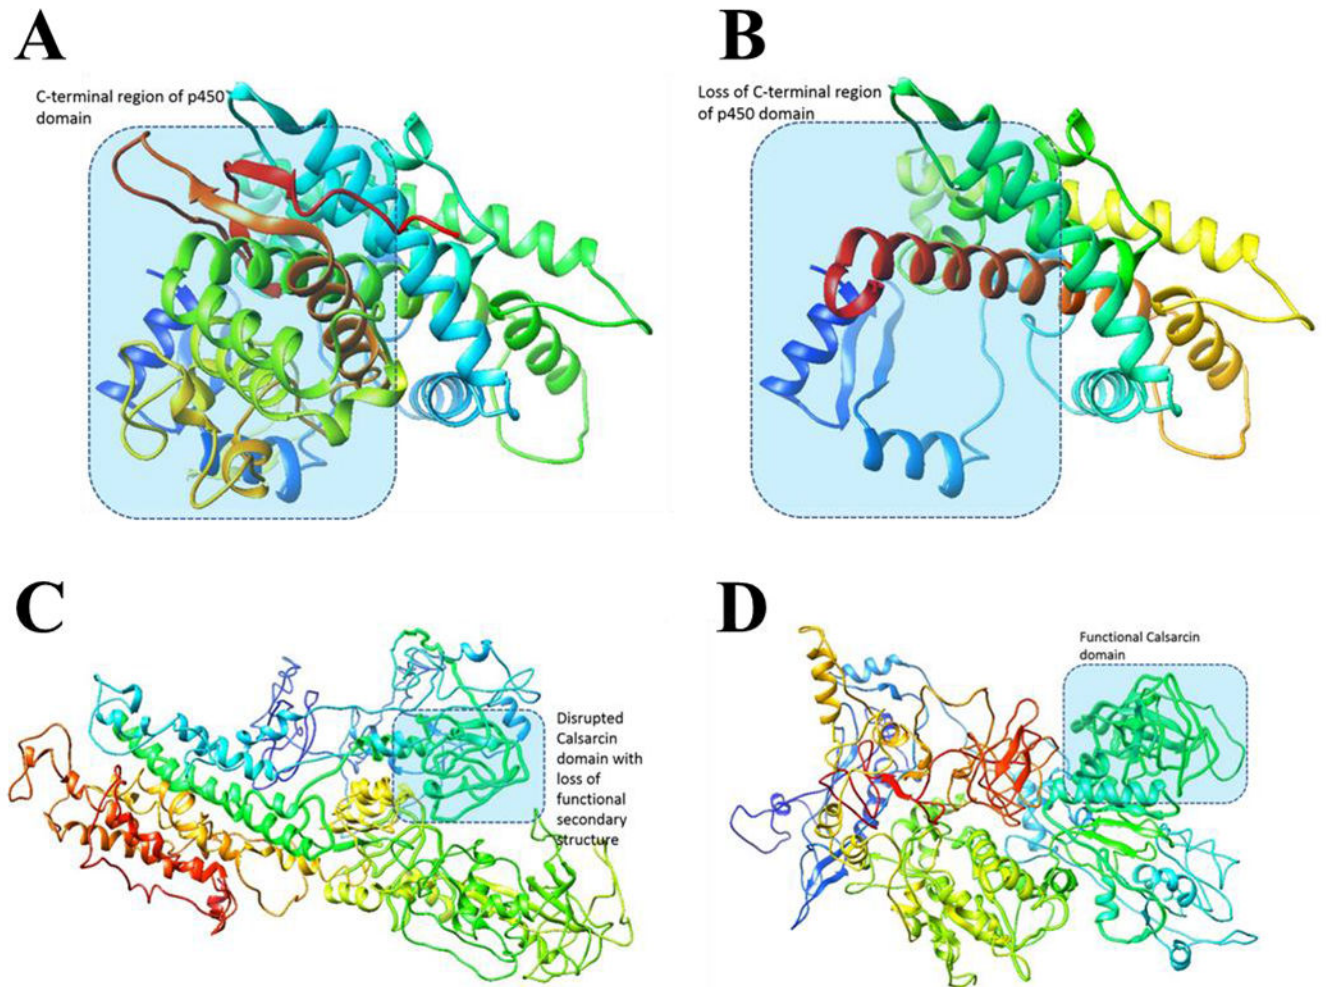 A
C-terminal region of p450
domain
B
Loss of C-terminal region
of p450 domain
C
Disrupted
Calsarcin
domain with
loss of
functional
secondary
structure
D
Functional Calsarcin
domain